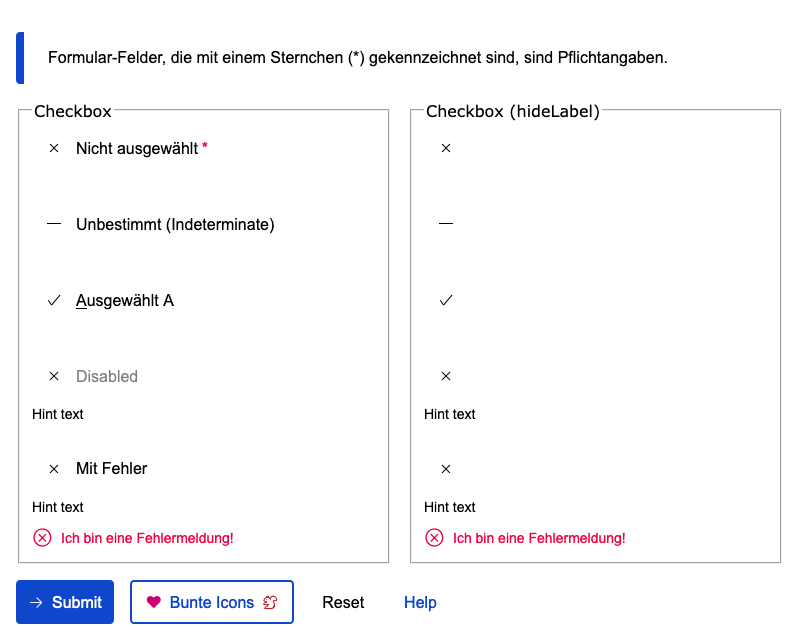 Formular-Felder, die mit einem Sternchen (*) gekennzeichnet sind, sind Pflichtangaben.
Checkbox
Nicht ausgewählt *
Unbestimmt (Indeterminate)
Ausgewählt A
Disabled
Hint text
Mit Fehler
Hint text
Ich bin eine Fehlermeldung!
Checkbox (hideLabel)
Hint text
Hint text
Ich bin eine Fehlermeldung!
Submit
Bunte Icons
Reset
Help